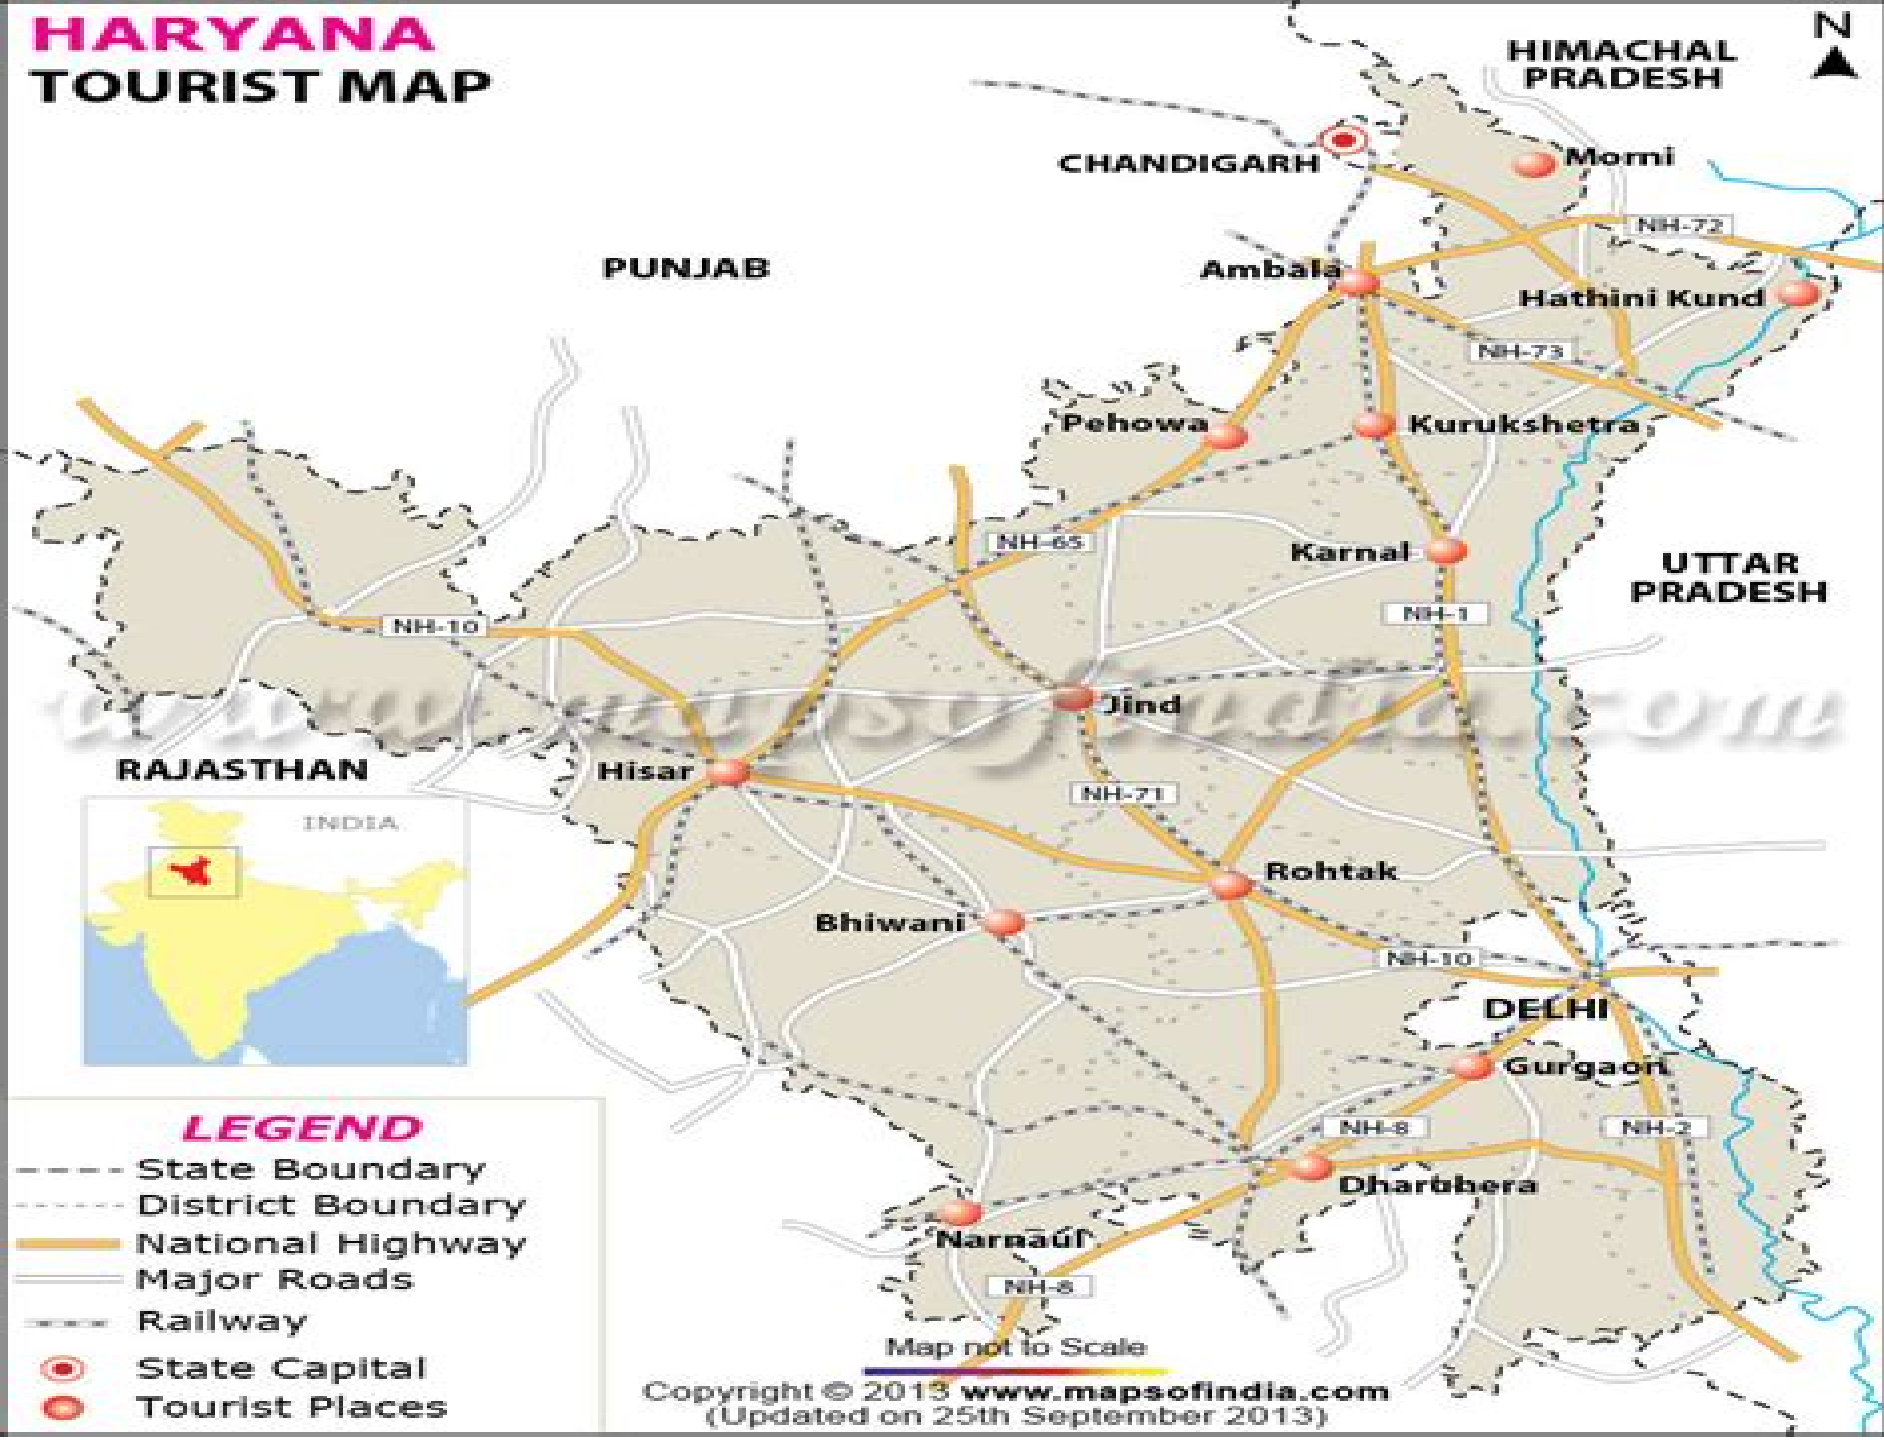 HARYANA
TOURIST MAP
N
HIMACHAL
PRADESH
CHANDIGARH
Morni
NH-72
PUNJAB
Ambala
Hathini Kund
NH-73
Pehowa
Kurukshetra
NH-65
Karnal
UTTAR
PRADESH
NH-1
NH-10
www.mapsofindia.com
Jind
RAJASTHAN
Hisar
NH-71
INDIA
Rohtak
Bhiwani
NH-10
DELHI
Gurgaon
NH-8
NH-2
Dharuhera
Narnaul
NH-8
LEGEND
State Boundary
District Boundary
National Highway
Major Roads
Railway
State Capital
Tourist Places
Map not to Scale
Copyright © 2013 www.mapsofindia.com
(Updated on 25th September 2013)